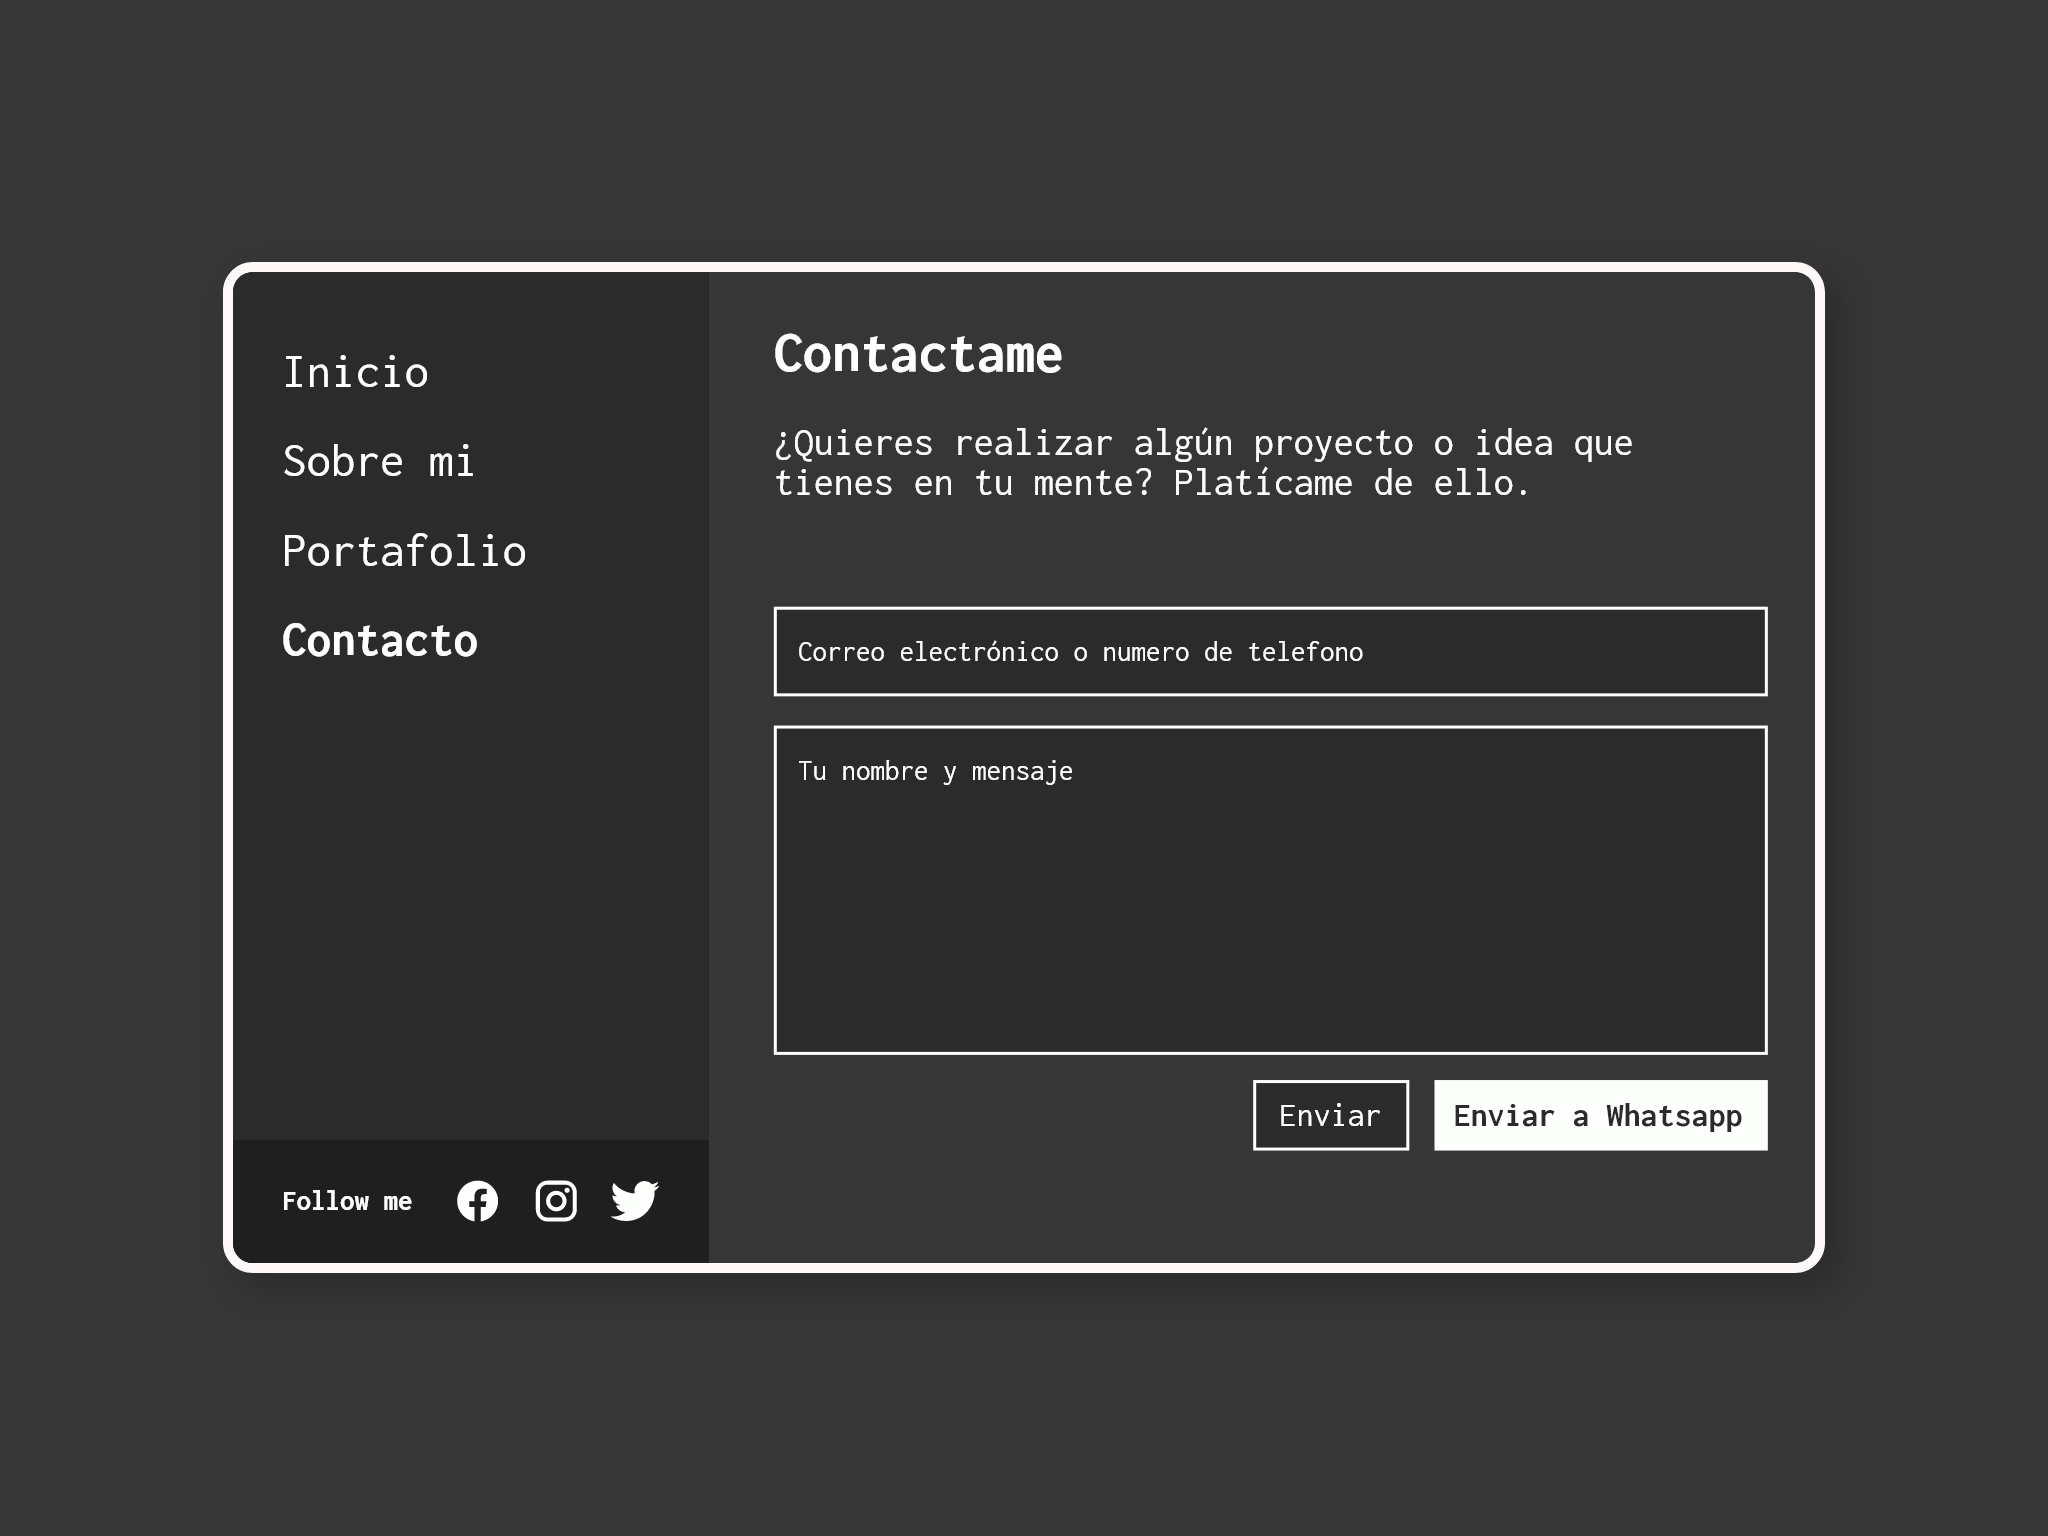 Inicio
Sobre mi
Portafolio
Contacto
Follow me
Contactame
¿Quieres realizar algún proyecto o idea que
tienes en tu mente? Platícame de ello.
Correo electrónico o numero de telefono
Tu nombre y mensaje
Enviar
Enviar a Whatsapp